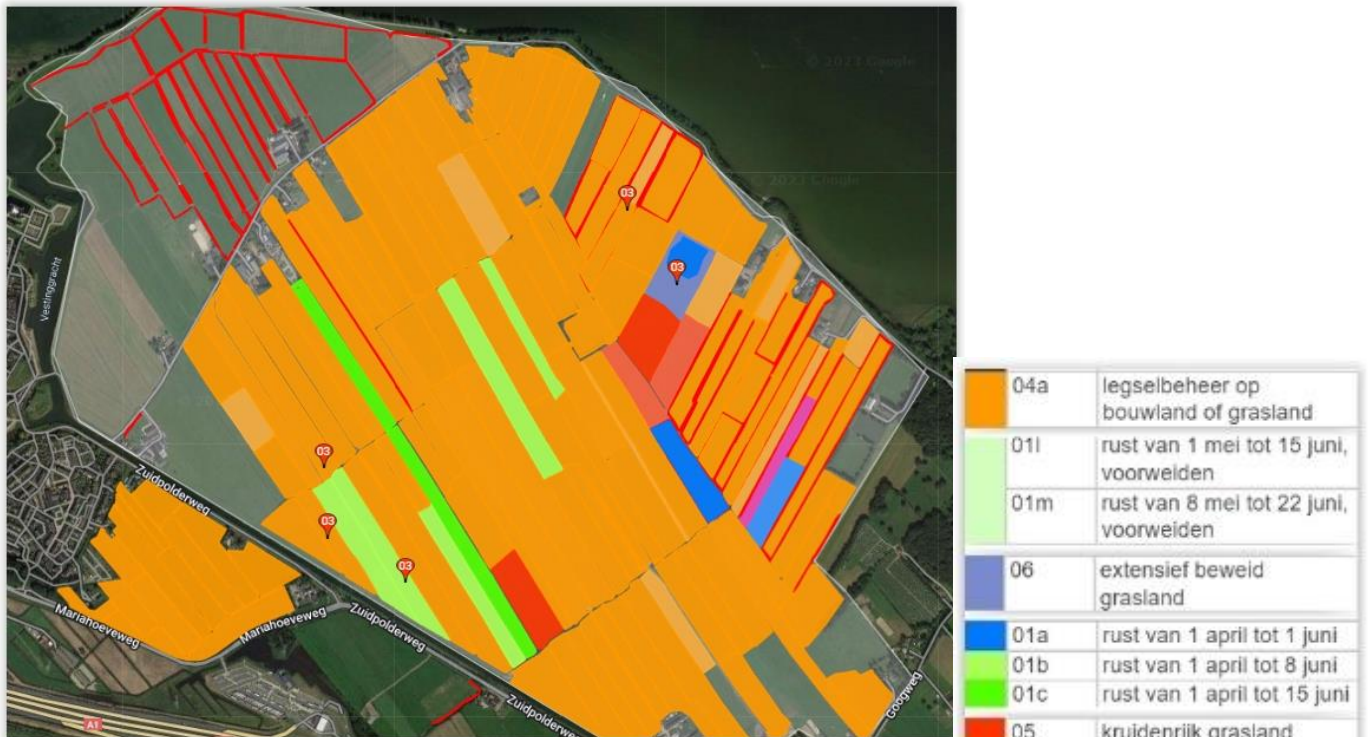 © 2023 Google
2023 Google
Vestinggracht
03
03
03
03
03
Zuidpolderweg
Mariahoeveweg
Mariahoeveweg
Zuidpolderweg
Zuidpolderweg
Googweg
A1
04a legselbeheer op
bouwland of grasland
01l rust van 1 mei tot 15 juni,
voorweiden
01m rust van 8 mei tot 22 juni,
voorweiden
06 extensief beweid
grasland
01a rust van 1 april tot 1 juni
01b rust van 1 april tot 8 juni
01c rust van 1 april tot 15 juni
05 kruidenrijk grasland